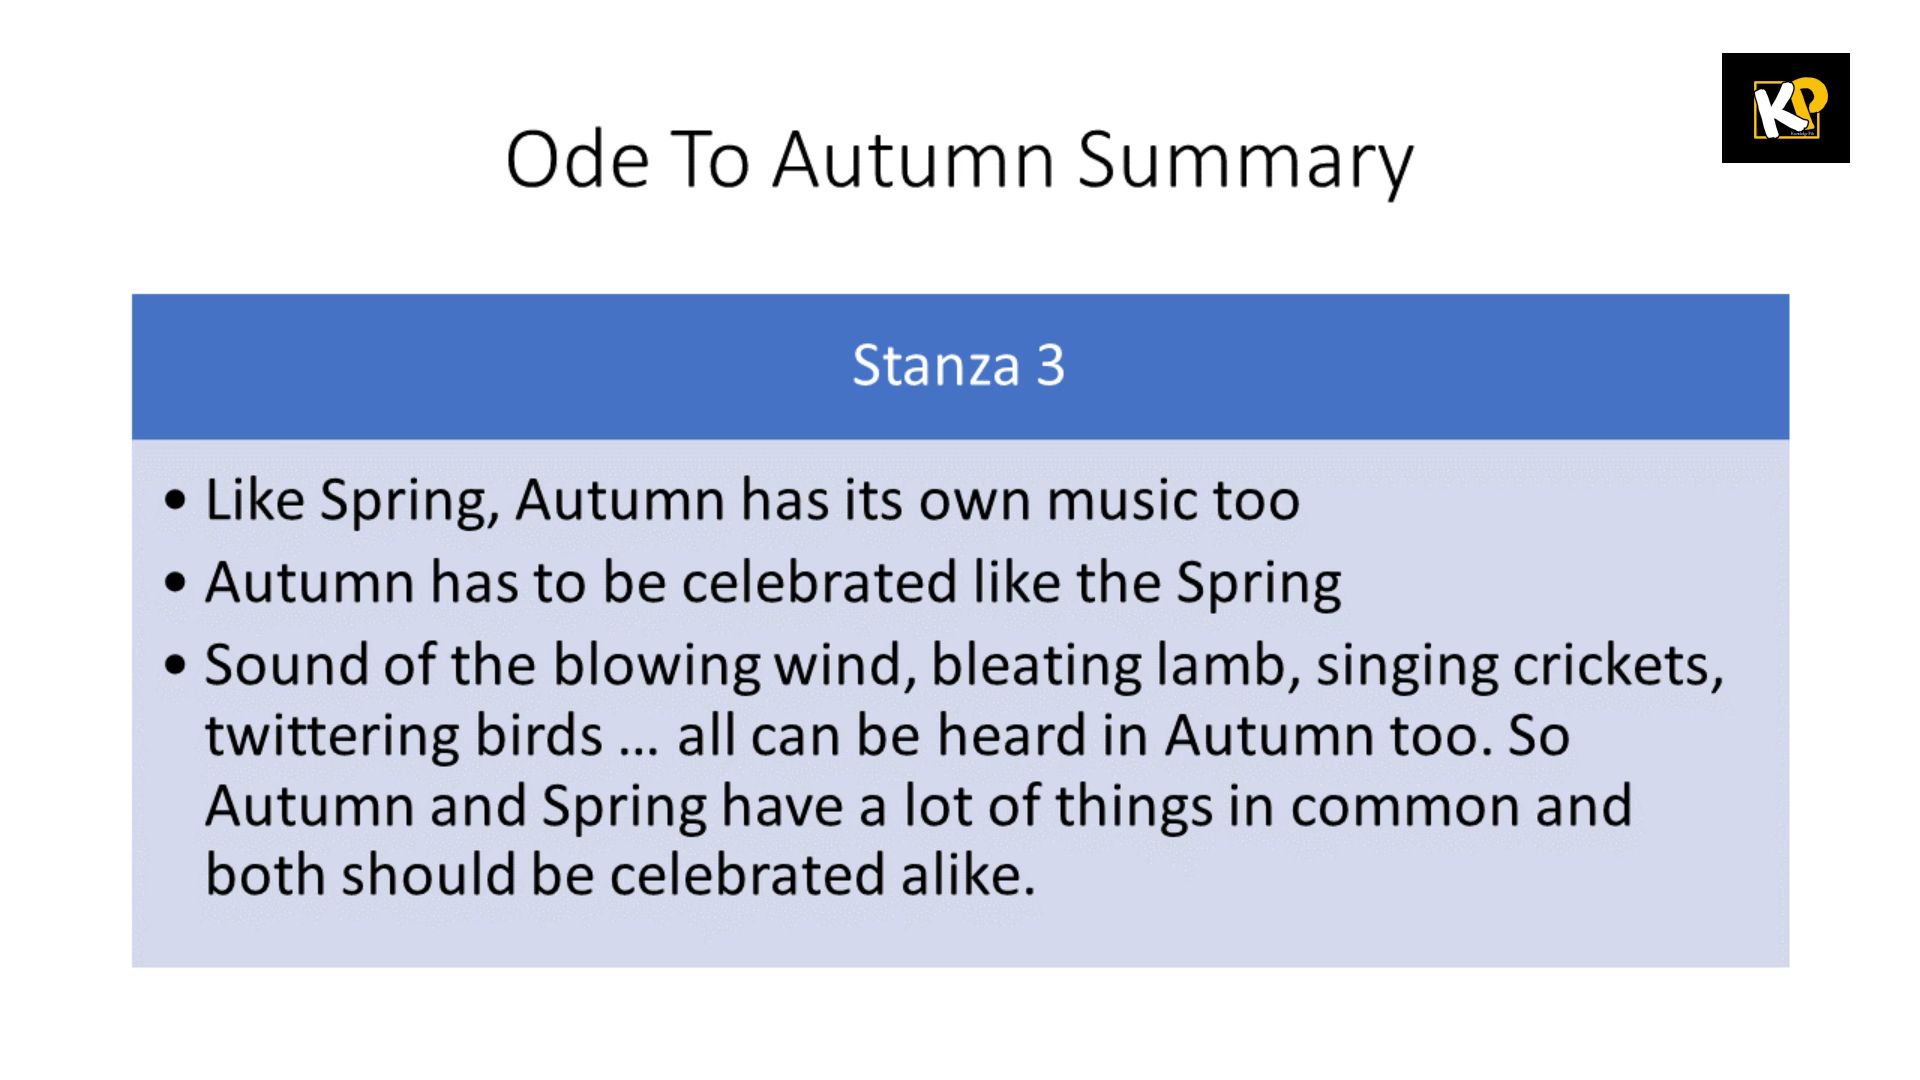 KP
Ode To Autumn Summary
Stanza 3
• Like Spring, Autumn has its own music too
• Autumn has to be celebrated like the Spring
• Sound of the blowing wind, bleating lamb, singing crickets,
twittering birds ... all can be heard in Autumn too. So
Autumn and Spring have a lot of things in common and
both should be celebrated alike.